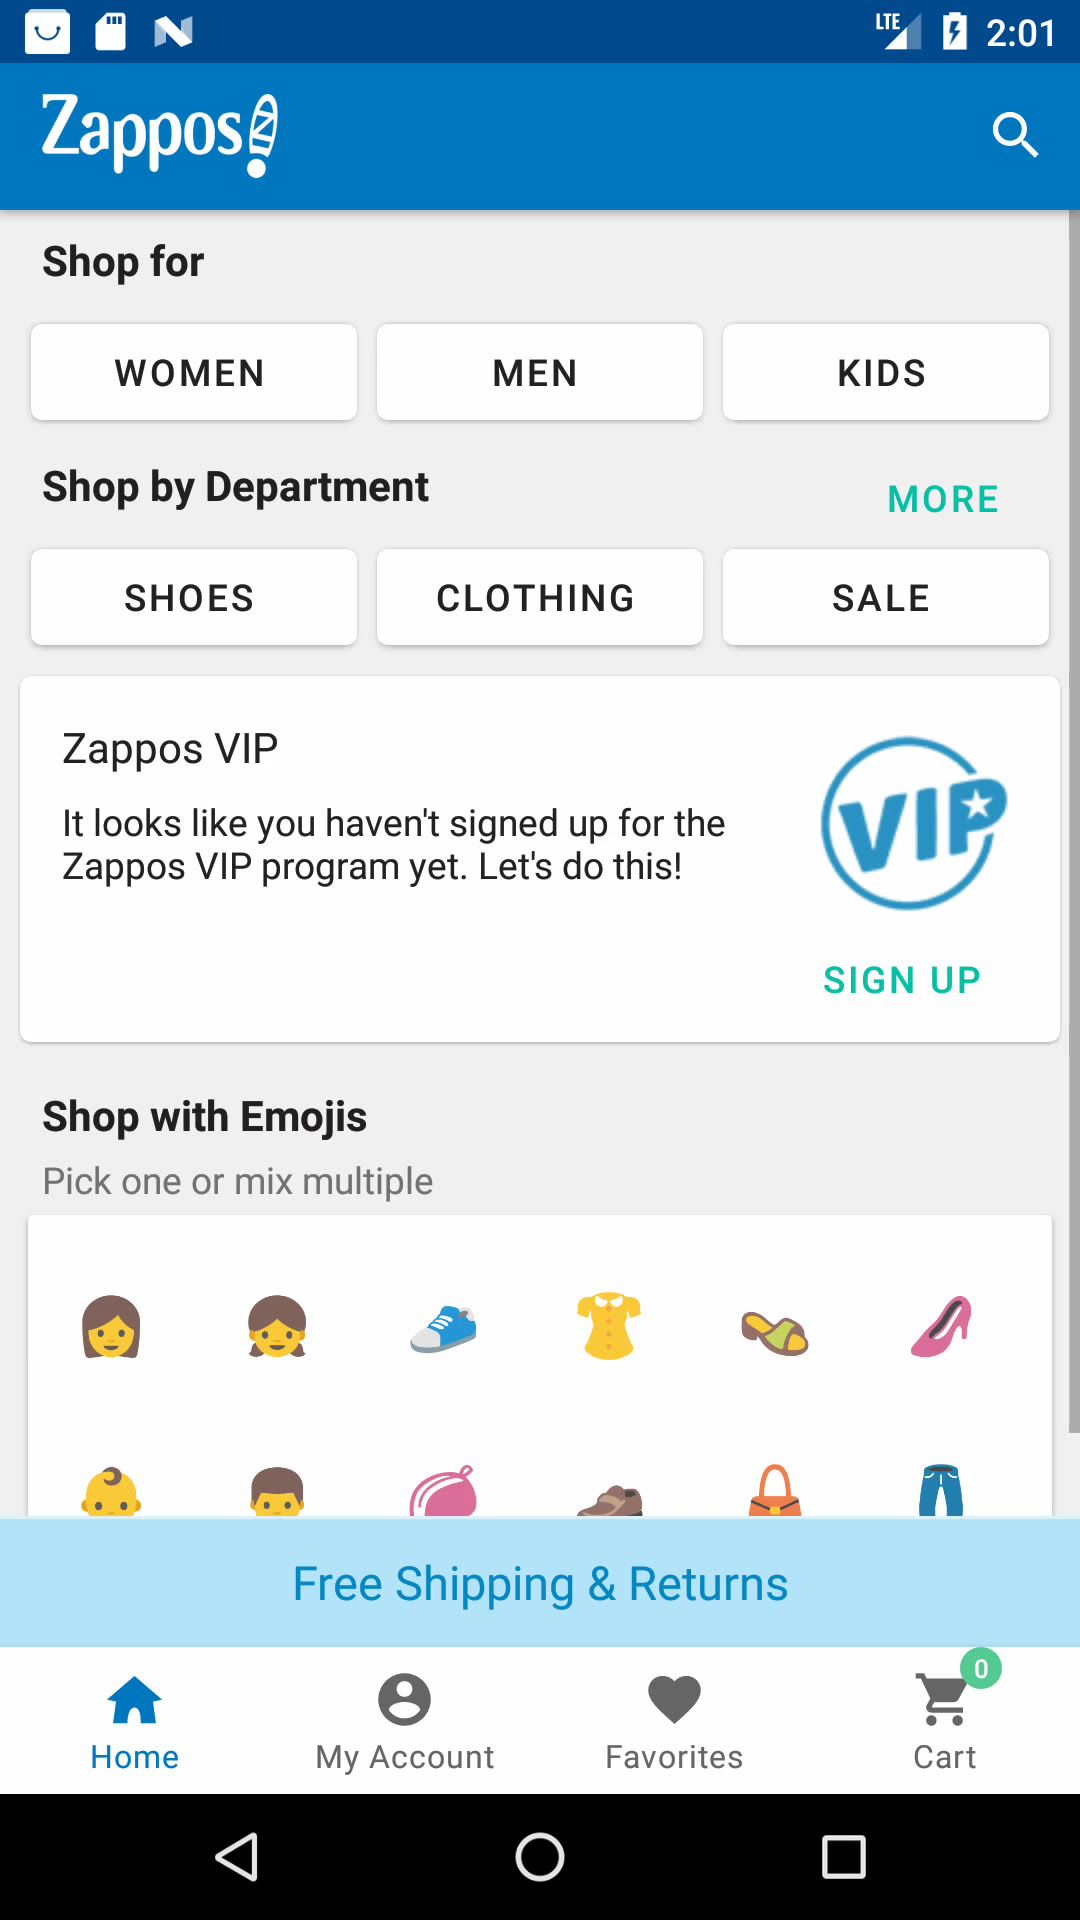 LTE 2:01
Zappos
Shop for
WOMEN MEN KIDS
Shop by Department MORE
SHOES CLOTHING SALE
Zappos VIP
It looks like you haven't signed up for the
Zappos VIP program yet. Let's do this!
VIP
SIGN UP
Shop with Emojis
Pick one or mix multiple
Free Shipping & Returns
0
Home My Account Favorites Cart